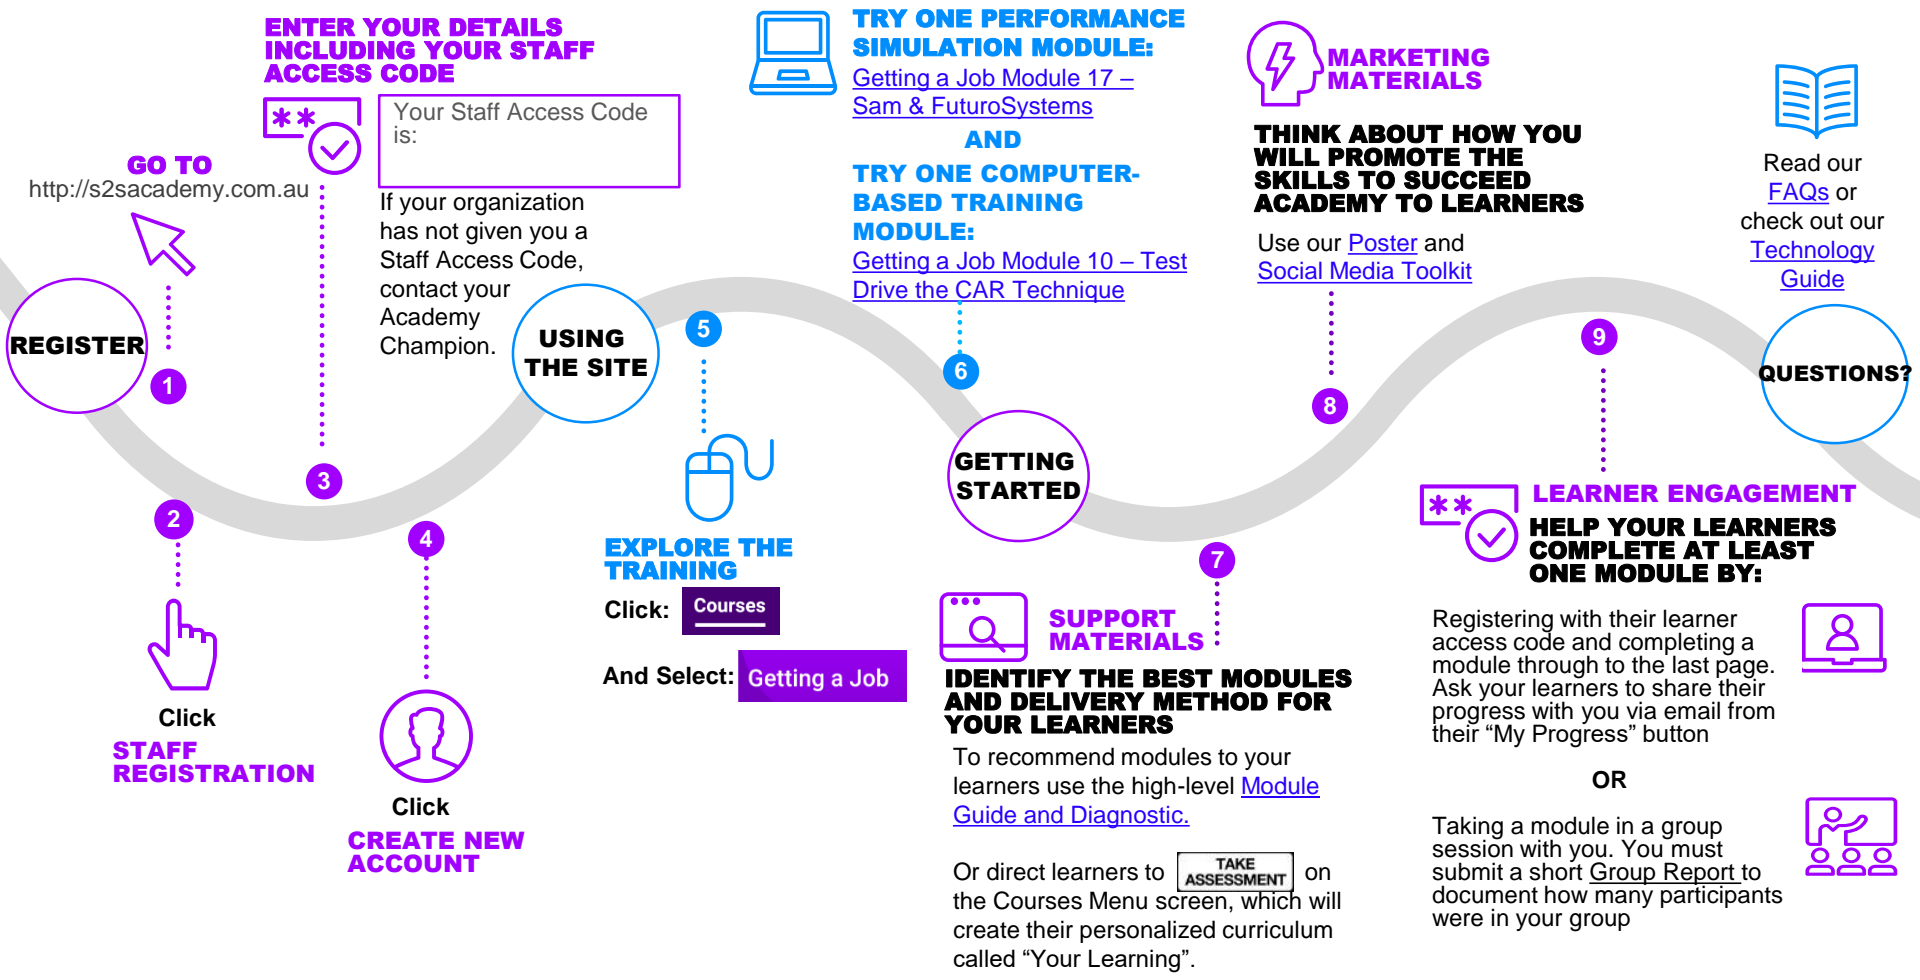 REGISTER
GO TO
http://s2sacademy.com.au
1
2
Click
STAFF
REGISTRATION
ENTER YOUR DETAILS
INCLUDING YOUR STAFF
ACCESS CODE
**
Your Staff Access Code
is:
If your organization
has not given you a
Staff Access Code,
contact your
Academy
Champion.
3
4
Click
CREATE NEW
ACCOUNT
USING
THE SITE
5
EXPLORE THE
TRAINING
Click: Courses
And Select: Getting a Job
TRY ONE PERFORMANCE
SIMULATION MODULE:
Getting a Job Module 17 –
Sam & FuturoSystems
AND
TRY ONE COMPUTER-
BASED TRAINING
MODULE:
Getting a Job Module 10 – Test
Drive the CAR Technique
6
GETTING
STARTED
7
SUPPORT
MATERIALS
IDENTIFY THE BEST MODULES
AND DELIVERY METHOD FOR
YOUR LEARNERS
To recommend modules to your
learners use the high-level Module
Guide and Diagnostic.
Or direct learners to TAKE ASSESSMENT on
the Courses Menu screen, which will
create their personalized curriculum
called “Your Learning”.
MARKETING
MATERIALS
THINK ABOUT HOW YOU
WILL PROMOTE THE
SKILLS TO SUCCEED
ACADEMY TO LEARNERS
Use our Poster and
Social Media Toolkit
8
9
**
LEARNER ENGAGEMENT
HELP YOUR LEARNERS
COMPLETE AT LEAST
ONE MODULE BY:
Registering with their learner
access code and completing a
module through to the last page.
Ask your learners to share their
progress with you via email from
their “My Progress” button
OR
Taking a module in a group
session with you. You must
submit a short Group Report to
document how many participants
were in your group
Read our
FAQs or
check out our
Technology
Guide
QUESTIONS?